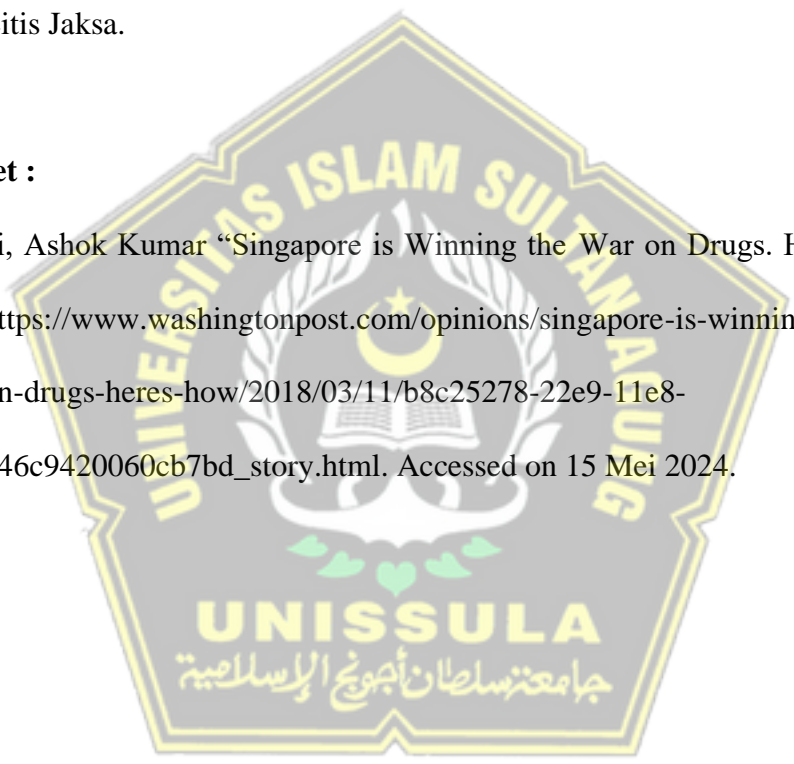 itis Jaksa.
et :
i, Ashok Kumar “Singapore is Winning the War on Drugs. H
ttps://www.washingtonpost.com/opinions/singapore-is-winnin
n-drugs-heres-how/2018/03/11/b8c25278-22e9-11e8-
46c9420060cb7bd_story.html. Accessed on 15 Mei 2024.
UNIVERSITAS ISLAM SULTAN AGUNG
UNISSULA
جامعننسلطان أجونج الإسلامية